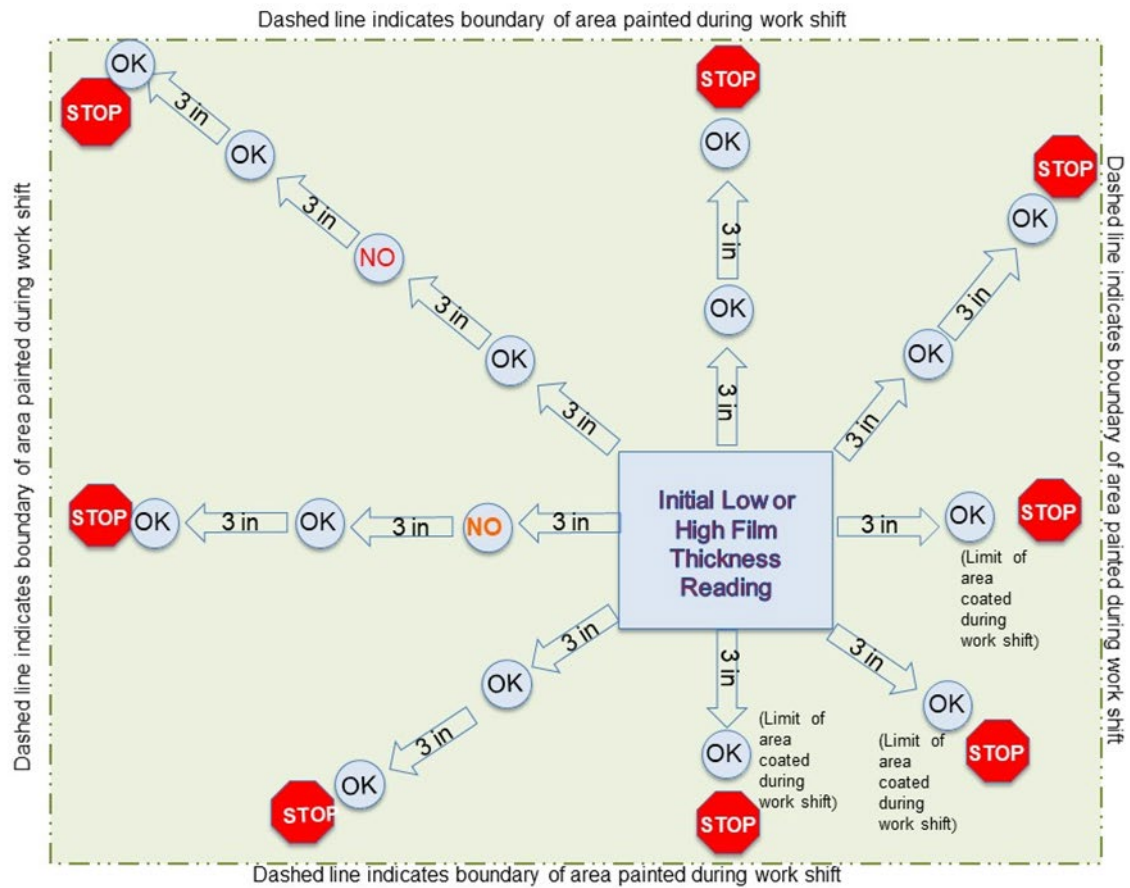 Dashed line indicates boundary of area painted during work shift
OK
STOP
3 in
OK
3 in
NO
3 in
OK
3 in
STOP
OK
3 in
OK
3 in
STOP
OK
3 in
OK
3 in
Dashed line indicates boundary of area painted during work shift
Dashed line indicates boundary of area painted during work shift
STOP
OK
3 in
OK
3 in
NO
3 in
Initial Low or
High Film
Thickness
Reading
3 in
OK
STOP
(Limit of
area
coated
during
work shift)
3 in
OK
3 in
OK
STOP
3 in
OK
(Limit of
area
coated
during
work shift)
STOP
3 in
OK
(Limit of
area
coated
during
work shift)
STOP
Dashed line indicates boundary of area painted during work shift